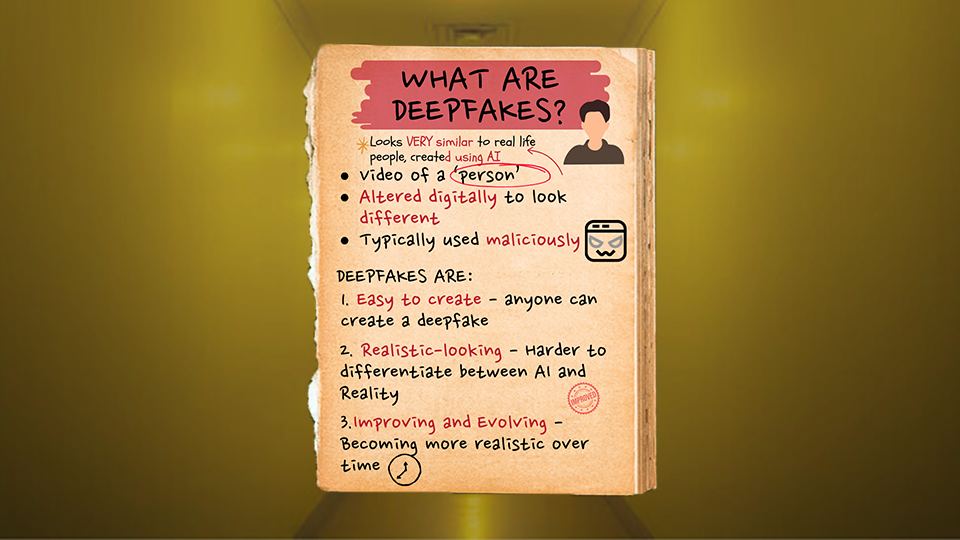 WHAT ARE
DEEPFAKES?
Looks VERY similar to real life
people, created using AI
• video of a 'person'
• Altered digitally to look
different
• Typically used maliciously
DEEPFAKES ARE:
1. Easy to create - anyone can
create a deepfake
2. Realistic-looking - Harder to
differentiate between AI and
Reality
IMPROVED
3.Improving and Evolving -
Becoming more realistic over
time